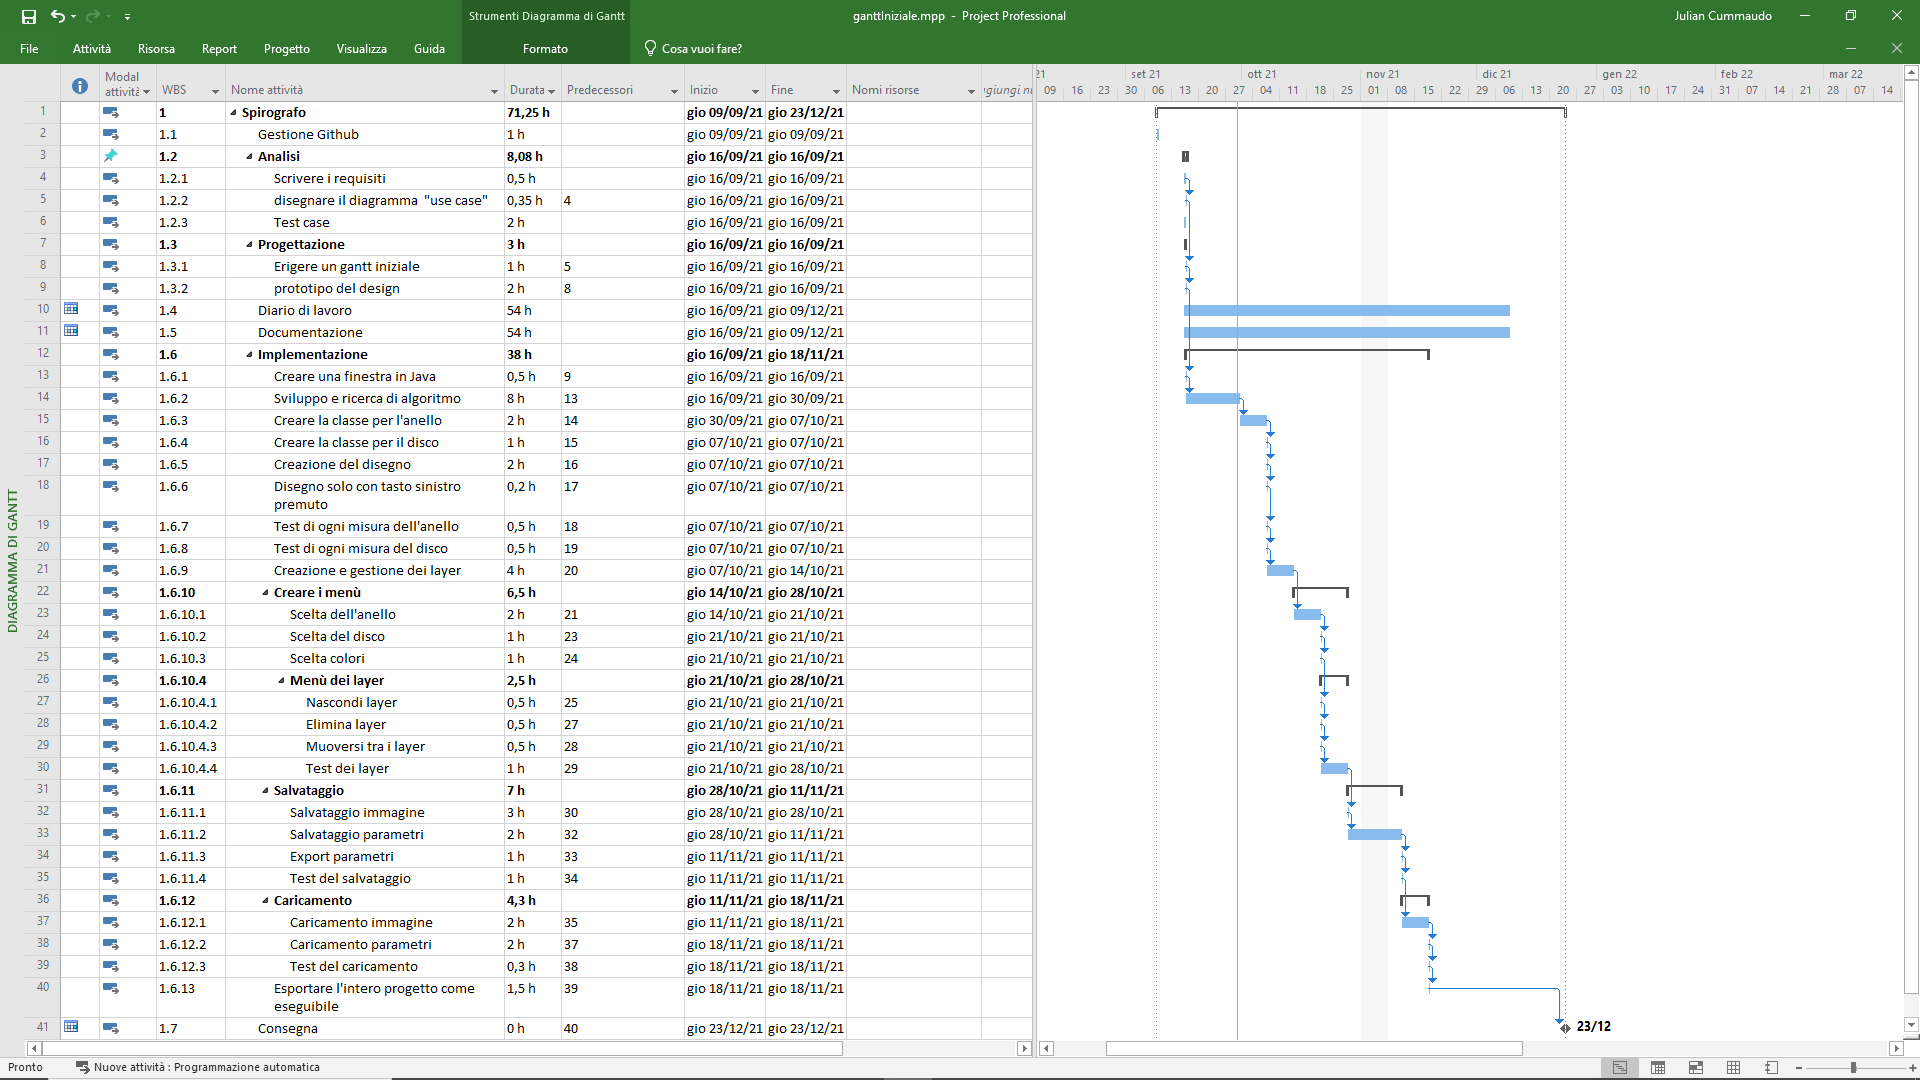 Strumenti Diagramma di Gantt
ganttIniziale.mpp - Project Professional
Julian Cummaudo
File Attività Risorsa Report Progetto Visualizza Guida Formato Cosa vuoi fare?
Modal attività WBS Nome attività Durata Predecessori Inizio Fine Nomi risorse
21 set 21 ott 21 nov 21 dic 21 gen 22 feb 22 mar 22
09 16 23 30 06 13 20 27 04 11 18 25 01 08 15 22 29 06 13 20 27 03 10 17 24 31 07 14 21 28 07 14
1 1 Spirografo 71,25 h gio 09/09/21 gio 23/12/21
2 1.1 Gestione Github 1 h gio 09/09/21 gio 09/09/21
3 1.2 Analisi 8,08 h gio 16/09/21 gio 16/09/21
4 1.2.1 Scrivere i requisiti 0,5 h gio 16/09/21 gio 16/09/21
5 1.2.2 disegnare il diagramma "use case" 0,35 h 4 gio 16/09/21 gio 16/09/21
6 1.2.3 Test case 2 h gio 16/09/21 gio 16/09/21
7 1.3 Progettazione 3 h gio 16/09/21 gio 16/09/21
8 1.3.1 Erigere un gantt iniziale 1 h 5 gio 16/09/21 gio 16/09/21
9 1.3.2 prototipo del design 2 h 8 gio 16/09/21 gio 16/09/21
10 1.4 Diario di lavoro 54 h gio 16/09/21 gio 09/12/21
11 1.5 Documentazione 54 h gio 16/09/21 gio 09/12/21
12 1.6 Implementazione 38 h gio 16/09/21 gio 18/11/21
13 1.6.1 Creare una finestra in Java 0,5 h 9 gio 16/09/21 gio 16/09/21
14 1.6.2 Sviluppo e ricerca di algoritmo 8 h 13 gio 16/09/21 gio 30/09/21
15 1.6.3 Creare la classe per l'anello 2 h 14 gio 30/09/21 gio 07/10/21
16 1.6.4 Creare la classe per il disco 1 h 15 gio 07/10/21 gio 07/10/21
17 1.6.5 Creazione del disegno 2 h 16 gio 07/10/21 gio 07/10/21
18 1.6.6 Disegno solo con tasto sinistro premuto 0,2 h 17 gio 07/10/21 gio 07/10/21
19 1.6.7 Test di ogni misura dell'anello 0,5 h 18 gio 07/10/21 gio 07/10/21
20 1.6.8 Test di ogni misura del disco 0,5 h 19 gio 07/10/21 gio 07/10/21
21 1.6.9 Creazione e gestione dei layer 4 h 20 gio 07/10/21 gio 14/10/21
22 1.6.10 Creare i menù 6,5 h gio 14/10/21 gio 28/10/21
23 1.6.10.1 Scelta dell'anello 2 h 21 gio 14/10/21 gio 21/10/21
24 1.6.10.2 Scelta del disco 1 h 23 gio 21/10/21 gio 21/10/21
25 1.6.10.3 Scelta colori 1 h 24 gio 21/10/21 gio 21/10/21
26 1.6.10.4 Menù dei layer 2,5 h gio 21/10/21 gio 28/10/21
27 1.6.10.4.1 Nascondi layer 0,5 h 25 gio 21/10/21 gio 21/10/21
28 1.6.10.4.2 Elimina layer 0,5 h 27 gio 21/10/21 gio 21/10/21
29 1.6.10.4.3 Muoversi tra i layer 0,5 h 28 gio 21/10/21 gio 21/10/21
30 1.6.10.4.4 Test dei layer 1 h 29 gio 21/10/21 gio 28/10/21
31 1.6.11 Salvataggio 7 h gio 28/10/21 gio 11/11/21
32 1.6.11.1 Salvataggio immagine 3 h 30 gio 28/10/21 gio 28/10/21
33 1.6.11.2 Salvataggio parametri 2 h 32 gio 28/10/21 gio 11/11/21
34 1.6.11.3 Export parametri 1 h 33 gio 11/11/21 gio 11/11/21
35 1.6.11.4 Test del salvataggio 1 h 34 gio 11/11/21 gio 11/11/21
36 1.6.12 Caricamento 4,3 h gio 11/11/21 gio 18/11/21
37 1.6.12.1 Caricamento immagine 2 h 35 gio 11/11/21 gio 18/11/21
38 1.6.12.2 Caricamento parametri 2 h 37 gio 18/11/21 gio 18/11/21
39 1.6.12.3 Test del caricamento 0,3 h 38 gio 18/11/21 gio 18/11/21
40 1.6.13 Esportare l'intero progetto come eseguibile 1,5 h 39 gio 18/11/21 gio 18/11/21
41 1.7 Consegna 0 h 40 gio 23/12/21 gio 23/12/21
23/12
DIAGRAMMA DI GANTT
Pronto Nuove attività : Programmazione automatica